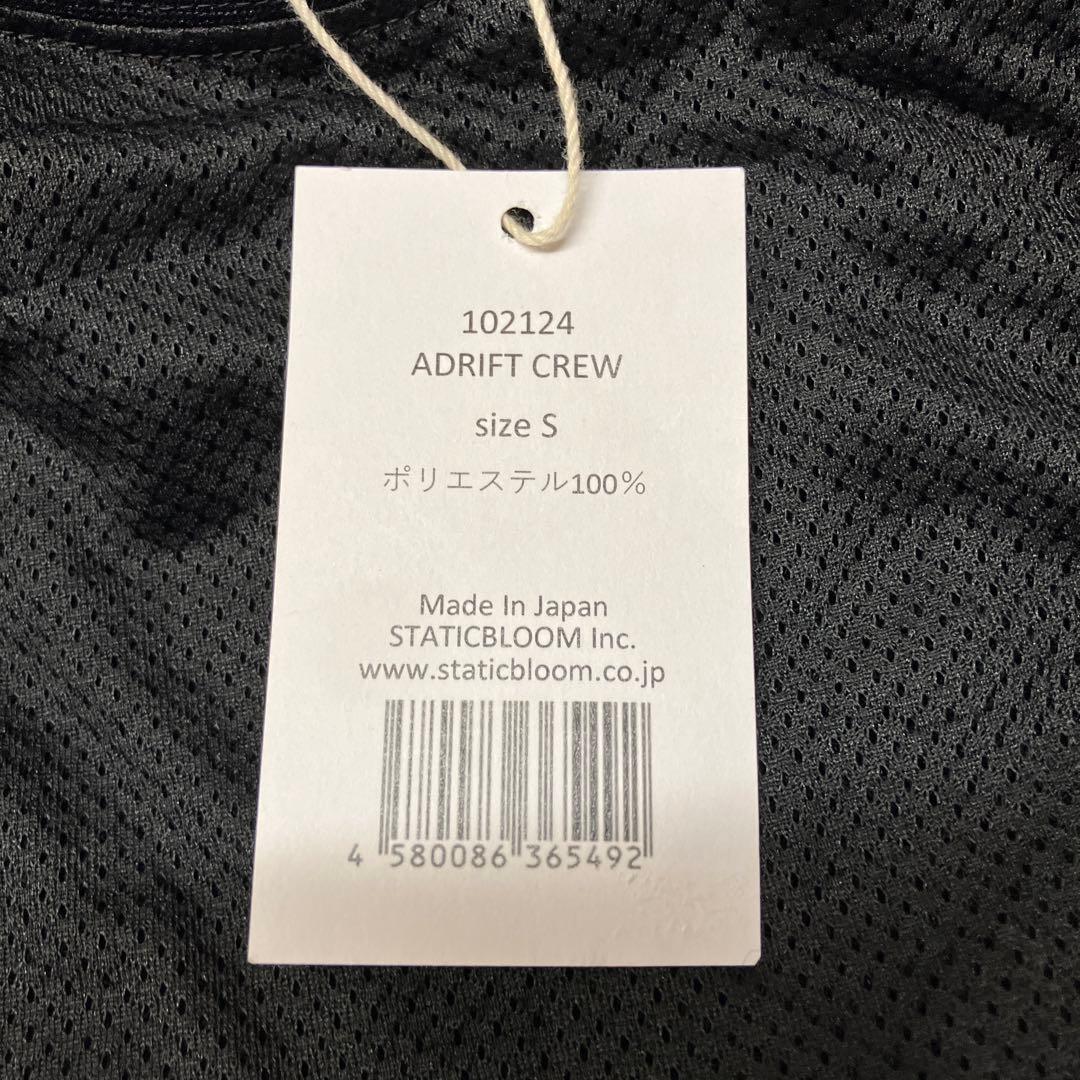 102124
ADRIFT CREW
size S
ポリエステル100%
Made In Japan
STATICBLOOM Inc.
www.staticbloom.co.jp
4 580086 365492